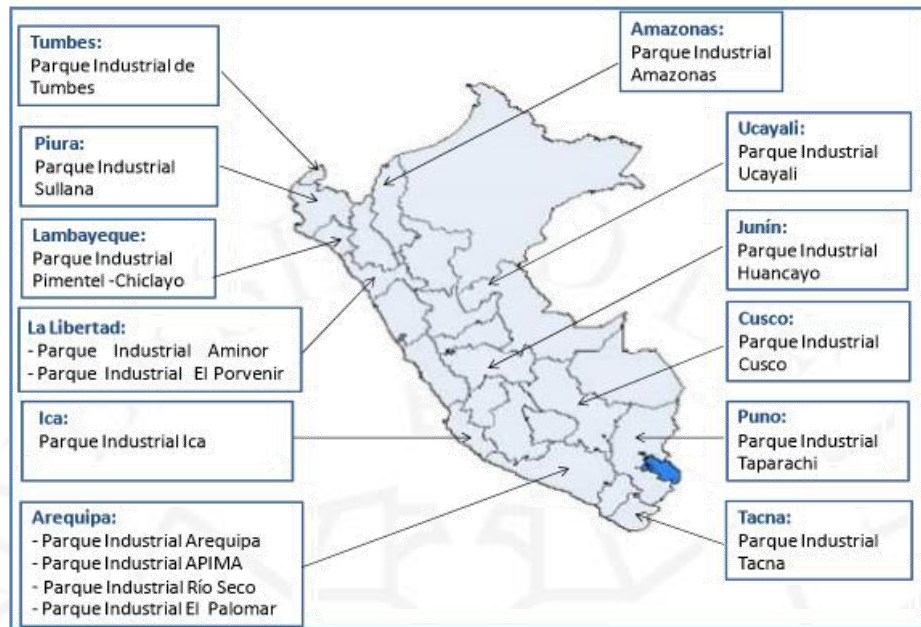 Tumbes:
Parque Industrial de
Tumbes
Piura:
Parque Industrial
Sullana
Lambayeque:
Parque Industrial
Pimentel -Chiclayo
La Libertad:
- Parque Industrial Aminor
- Parque Industrial El Porvenir
Ica:
Parque Industrial Ica
Arequipa:
- Parque Industrial Arequipa
- Parque Industrial APIMA
- Parque Industrial Río Seco
- Parque Industrial El Palomar
Amazonas:
Parque Industrial
Amazonas
Ucayali:
Parque Industrial
Ucayali
Junín:
Parque Industrial
Huancayo
Cusco:
Parque Industrial
Cusco
Puno:
Parque Industrial
Taparachi
Tacna:
Parque Industrial
Tacna